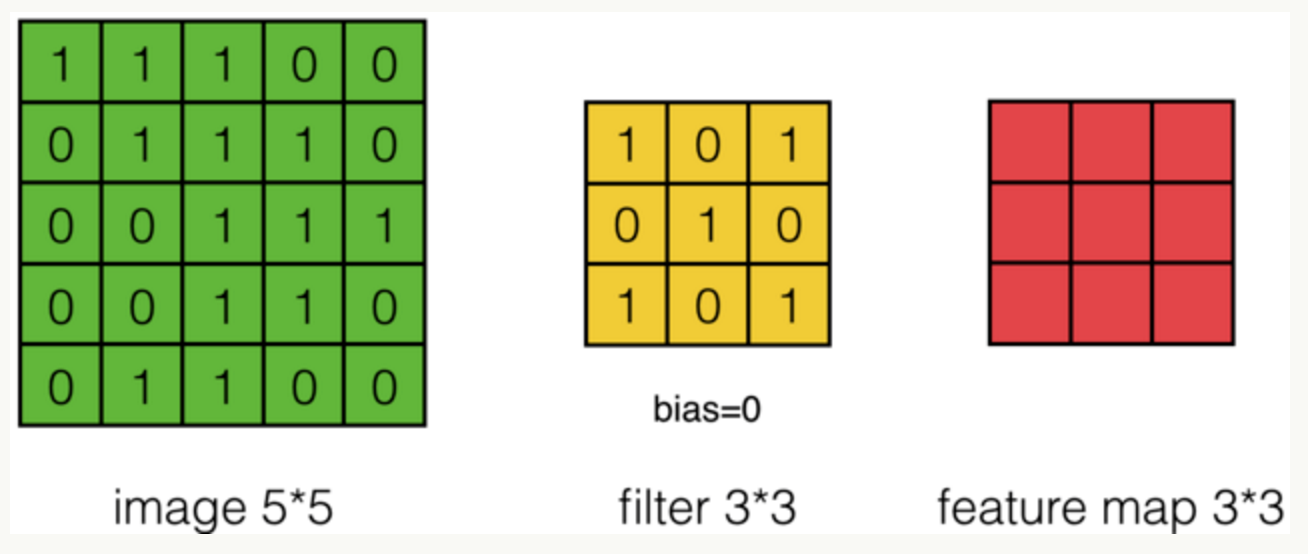 1 1 1 0 0
0 1 1 1 0
0 0 1 1 1
0 0 1 1 0
0 1 1 0 0
1 0 1
0 1 0
1 0 1
bias=0
image 5*5
filter 3*3
feature map 3*3